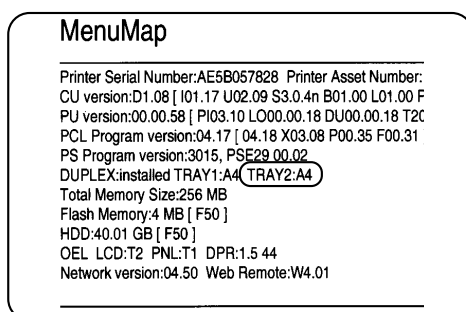 MenuMap
Printer Serial Number:AE5B057828 Printer Asset Number:
CU version:D1.08 [ I01.17 U02.09 S3.0.4n B01.00 L01.00 F
PU version:00.00.58 [ PI03.10 LO00.00.18 DU00.00.18 T20
PCL Program version:04.17 [ 04.18 X03.08 P00.35 F00.31
PS Program version:3015, PSE29 00.02
DUPLEX:installed TRAY1:A4 TRAY2:A4
Total Memory Size:256 MB
Flash Memory:4 MB [ F50 ]
HDD:40.01 GB [ F50 ]
OEL LCD:T2 PNL:T1 DPR:1.5 44
Network version:04.50 Web Remote:W4.01